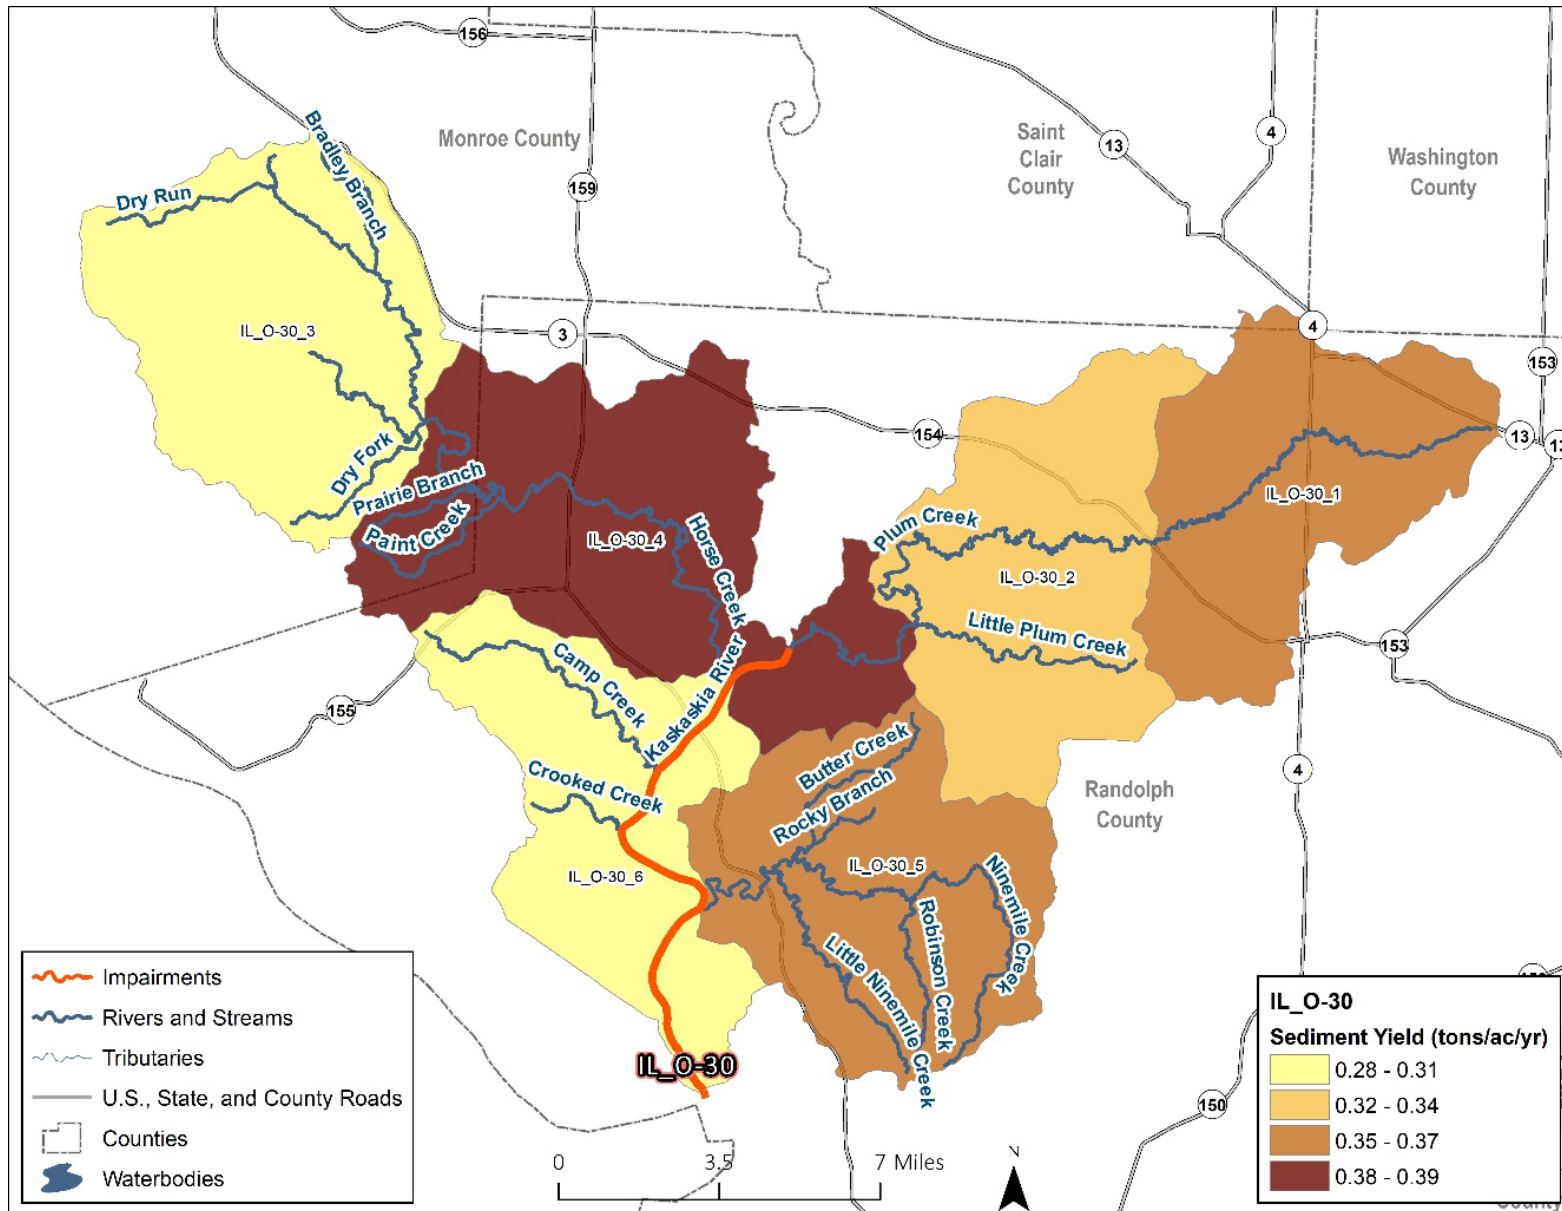 156
Monroe County
159
Saint
Clair
County
13
4
Washington
County
Bradley Branch
Dry Run
IL_O-30_3
3
4
153
154
13
13
Dry Fork
Prairie Branch
Paint Creek
IL_O-30_4
Horse Creek
Plum Creek
IL_O-30_1
IL_O-30_2
Little Plum Creek
153
Camp Creek
Kaskaskia River
155
Crooked Creek
Butter Creek
Rocky Branch
Randolph
County
4
IL_O-30_6
IL_O-30_5
Ninemile Creek
Robinson Creek
Little Ninemile Creek
IL_O-30
150
Impairments
Rivers and Streams
Tributaries
U.S., State, and County Roads
Counties
Waterbodies
0
3.5
7 Miles
N
IL_O-30
Sediment Yield (tons/ac/yr)
0.28 - 0.31
0.32 - 0.34
0.35 - 0.37
0.38 - 0.39
County